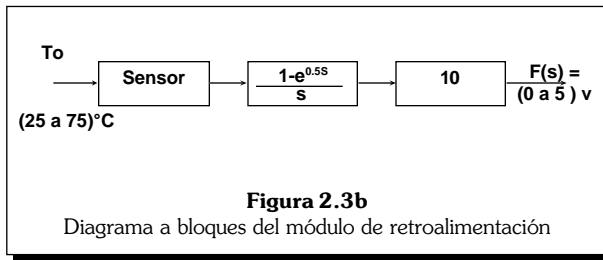 To
Sensor
1-e^0.5S
s
10
F(s) =
(0 a 5 ) v
(25 a 75)°C
Figura 2.3b
Diagrama a bloques del módulo de retroalimentación